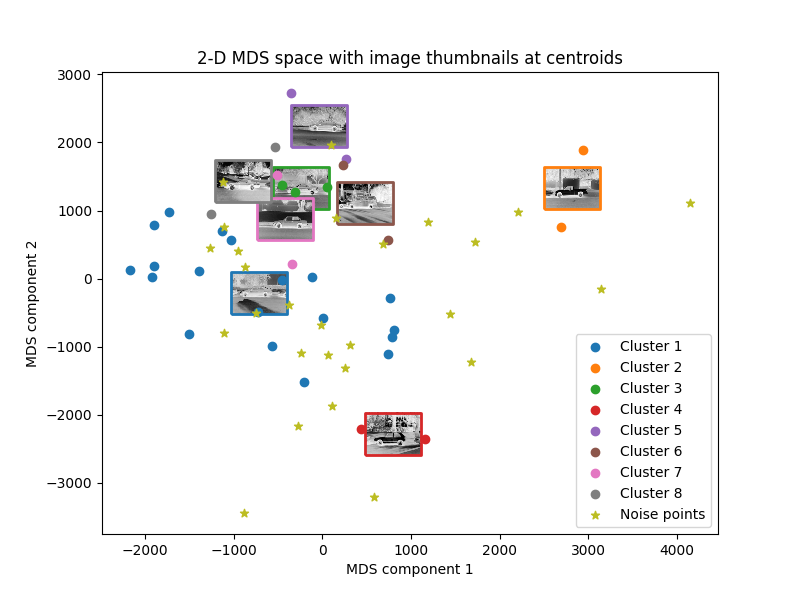 2-D MDS space with image thumbnails at centroids
3000
2000
1000
0
−1000
−2000
−3000
MDS component 2
−2000
−1000
0
1000
2000
3000
4000
MDS component 1
Cluster 1
Cluster 2
Cluster 3
Cluster 4
Cluster 5
Cluster 6
Cluster 7
Cluster 8
Noise points